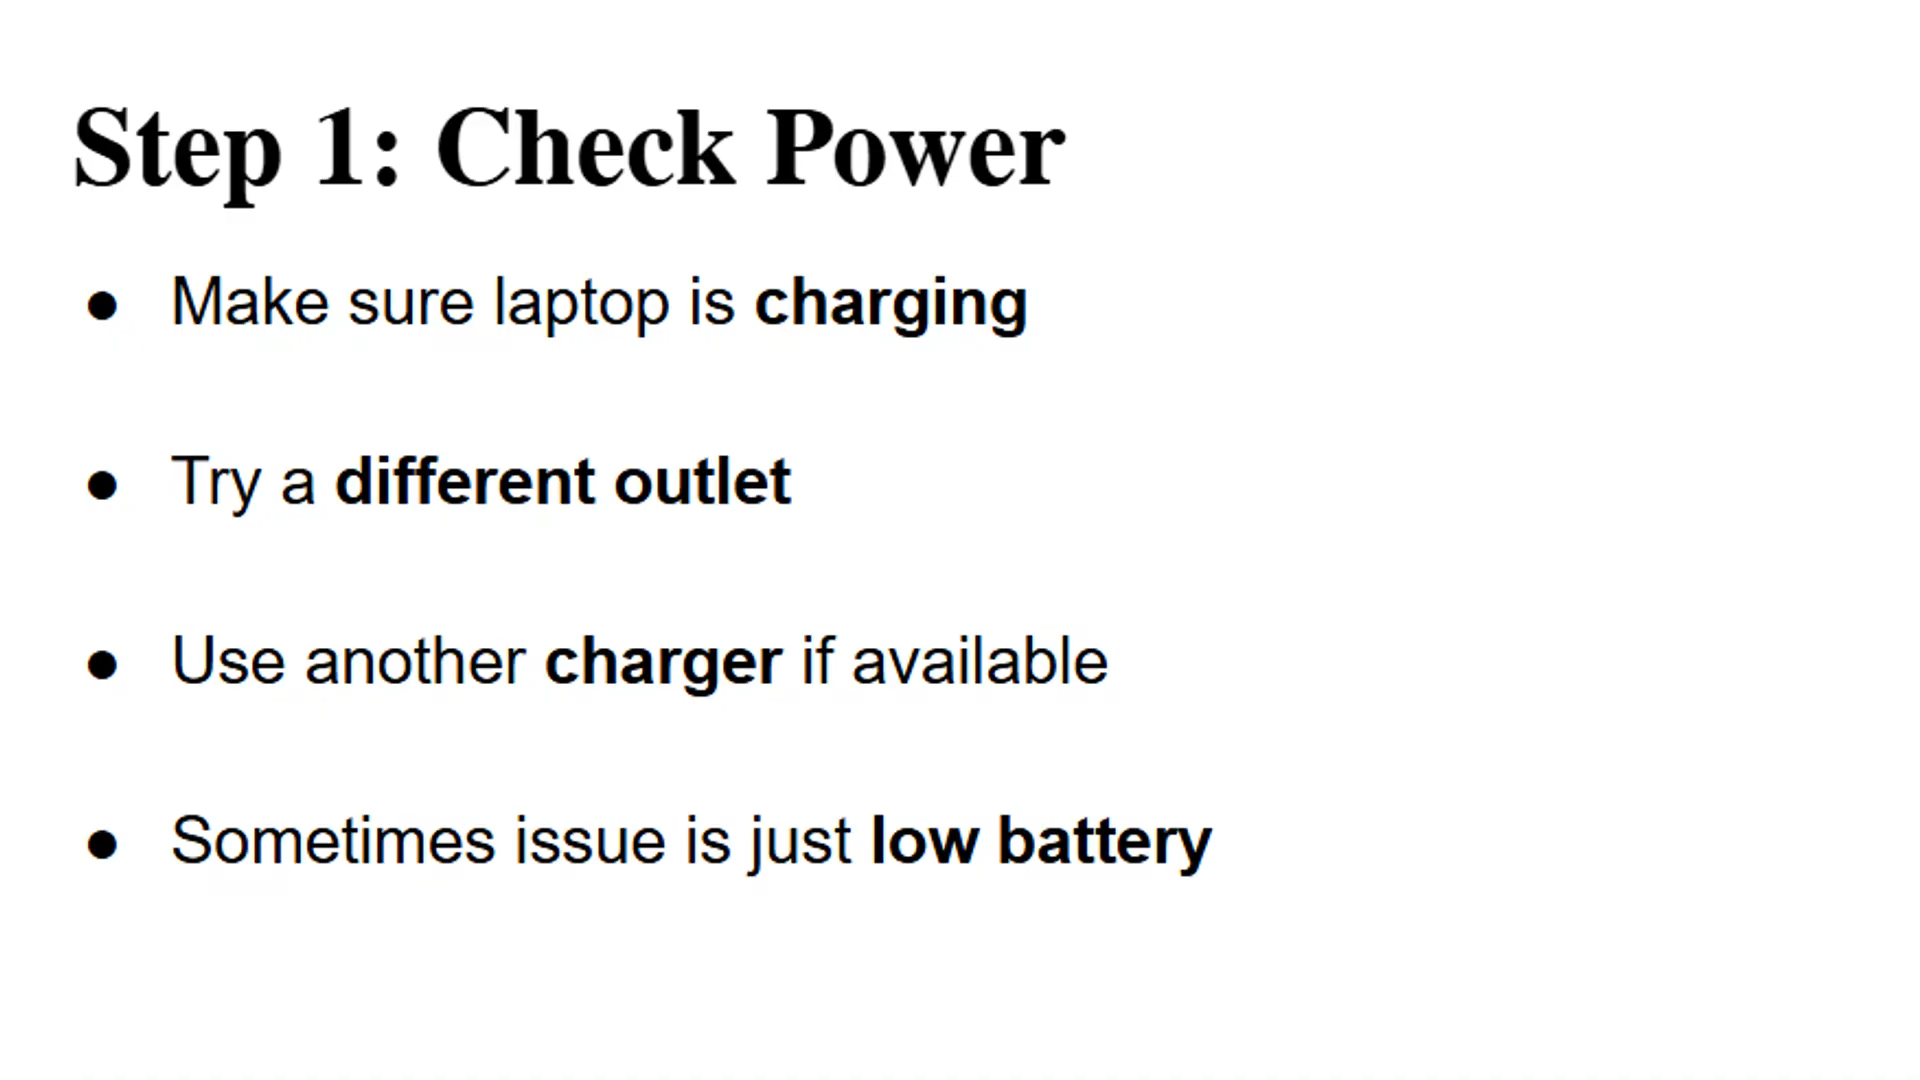 Step 1: Check Power
● Make sure laptop is charging
● Try a different outlet
● Use another charger if available
● Sometimes issue is just low battery